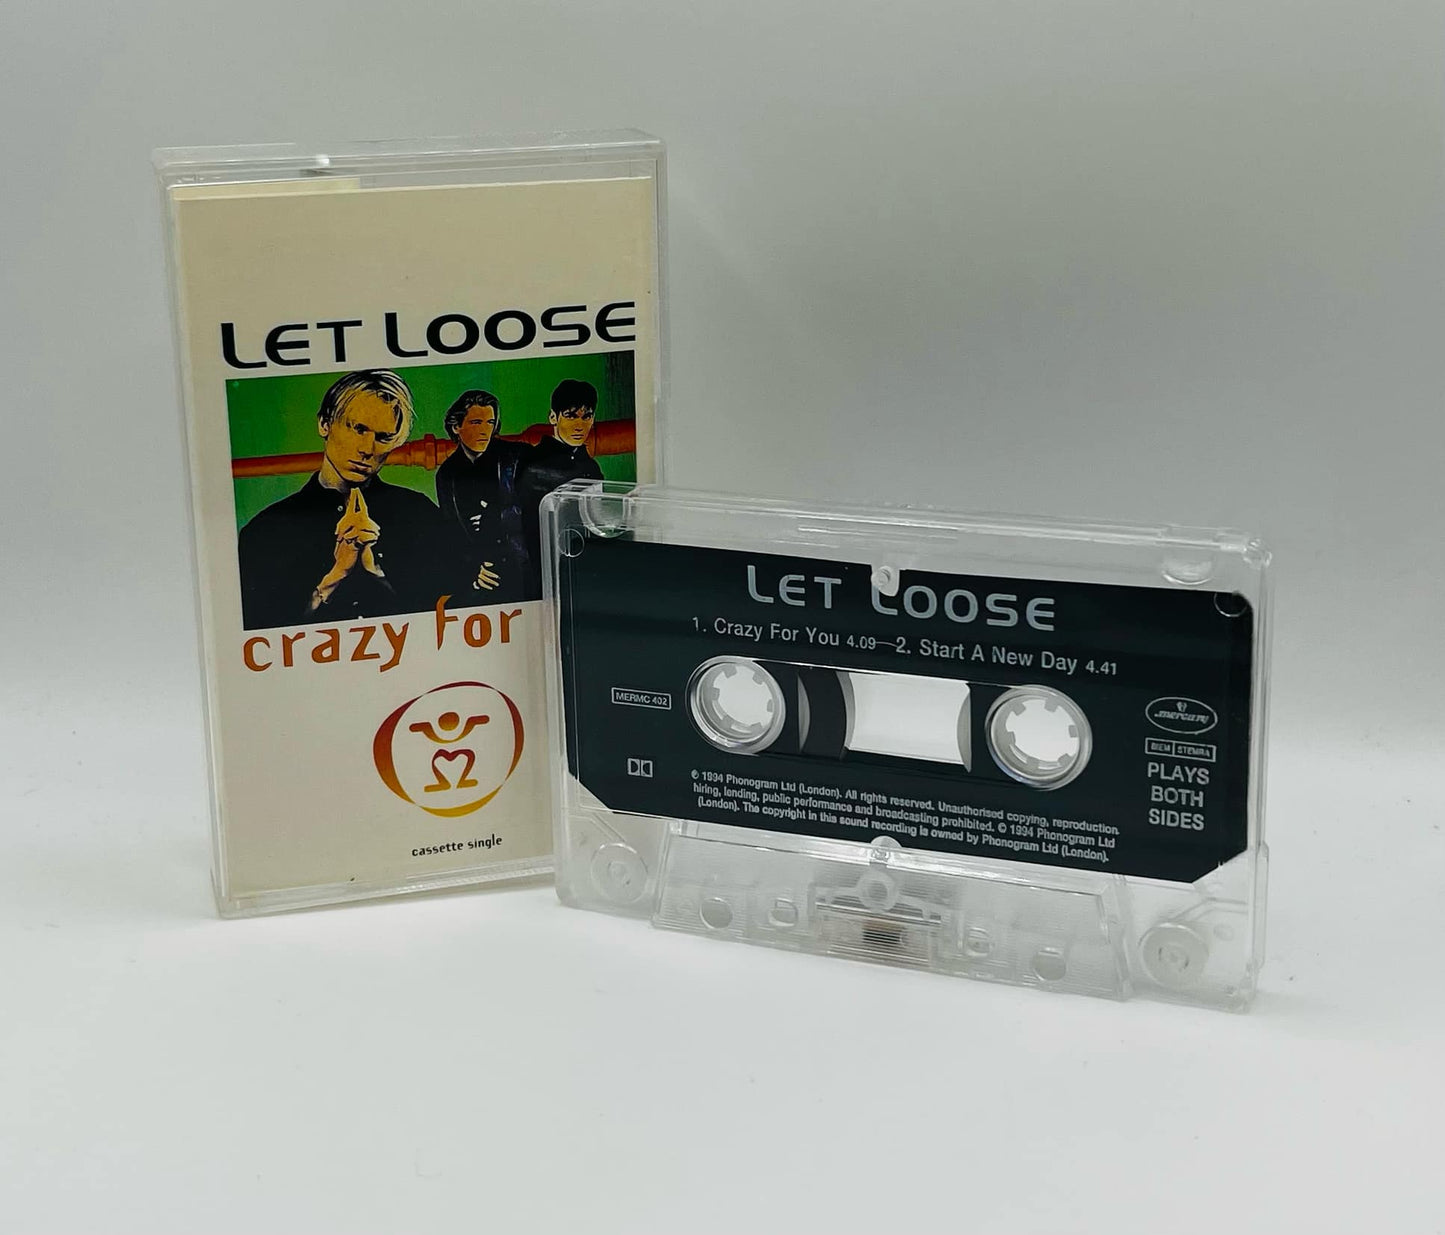 LET LOOSE
crazy for
cassette single
LET LOOSE
1. Crazy For You 4.09—2. Start A New Day 4.41
MERMC 402
mercury
BIEM STEMRA
PLAYS
BOTH
SIDES
℗ 1994 Phonogram Ltd (London). All rights reserved. Unauthorised copying, reproduction,
hiring, lending, public performance and broadcasting prohibited. © 1994 Phonogram Ltd
(London). The copyright in this sound recording is owned by Phonogram Ltd (London).